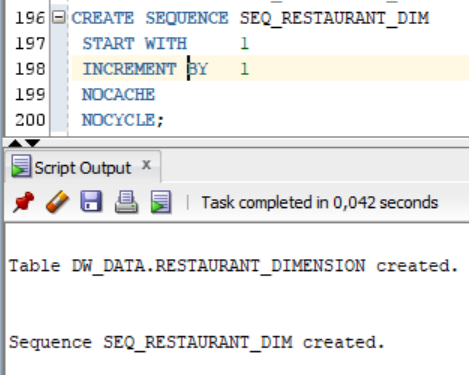 196 CREATE SEQUENCE SEQ_RESTAURANT_DIM
197 START WITH 1
198 INCREMENT BY 1
199 NOCACHE
200 NOCYCLE;
Script Output x
Task completed in 0,042 seconds
Table DW_DATA.RESTAURANT_DIMENSION created.
Sequence SEQ_RESTAURANT_DIM created.